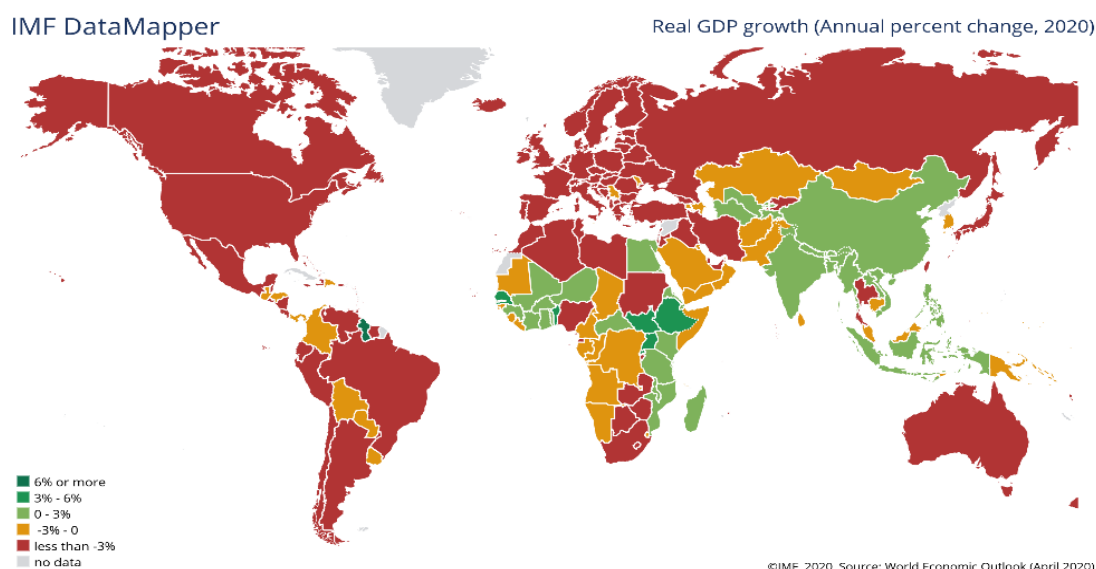 IMF DataMapper
Real GDP growth (Annual percent change, 2020)
6% or more
3% - 6%
0 - 3%
-3% - 0
less than -3%
no data
©IMF, 2020, Source: World Economic Outlook (April 2020)